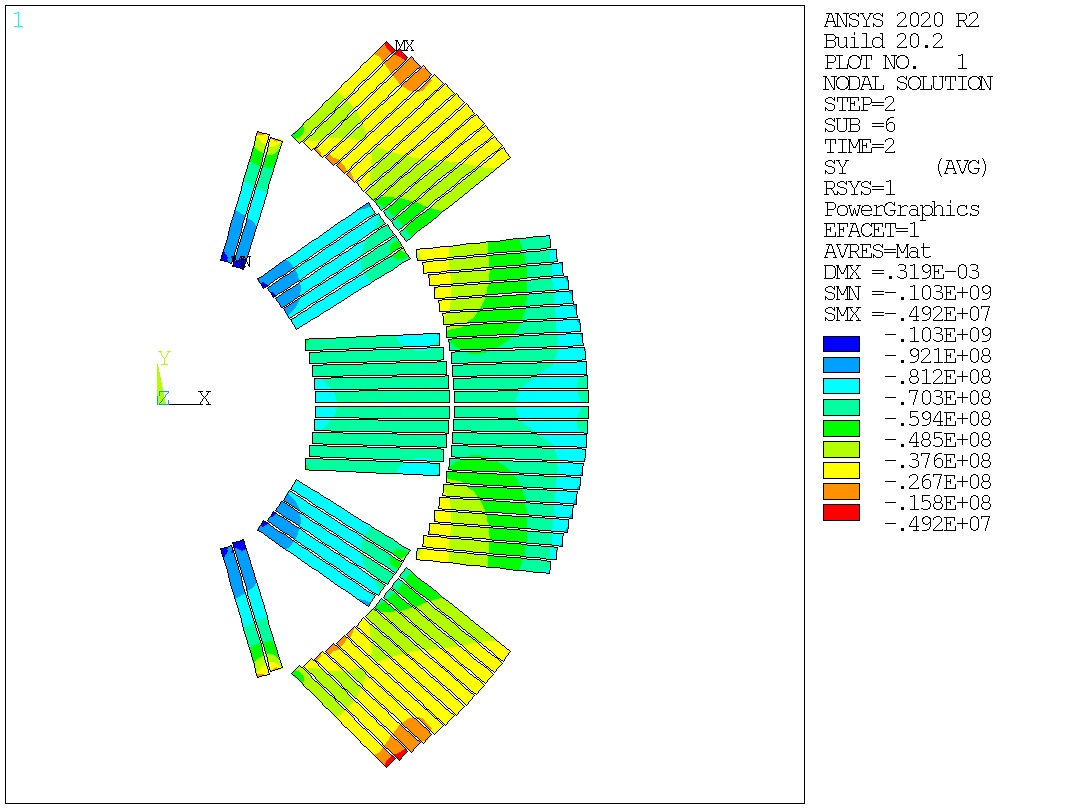 1
ANSYS 2020 R2
Build 20.2
PLOT NO.   1
NODAL SOLUTION
STEP=2
SUB =6
TIME=2
SY       (AVG)
RSYS=1
PowerGraphics
EFACET=1
AVRES=Mat
DMX =.319E-03
SMN =-.103E+09
SMX =-.492E+07
-.103E+09
-.921E+08
-.812E+08
-.703E+08
-.594E+08
-.485E+08
-.376E+08
-.267E+08
-.158E+08
-.492E+07
MX
MN
Y
Z X